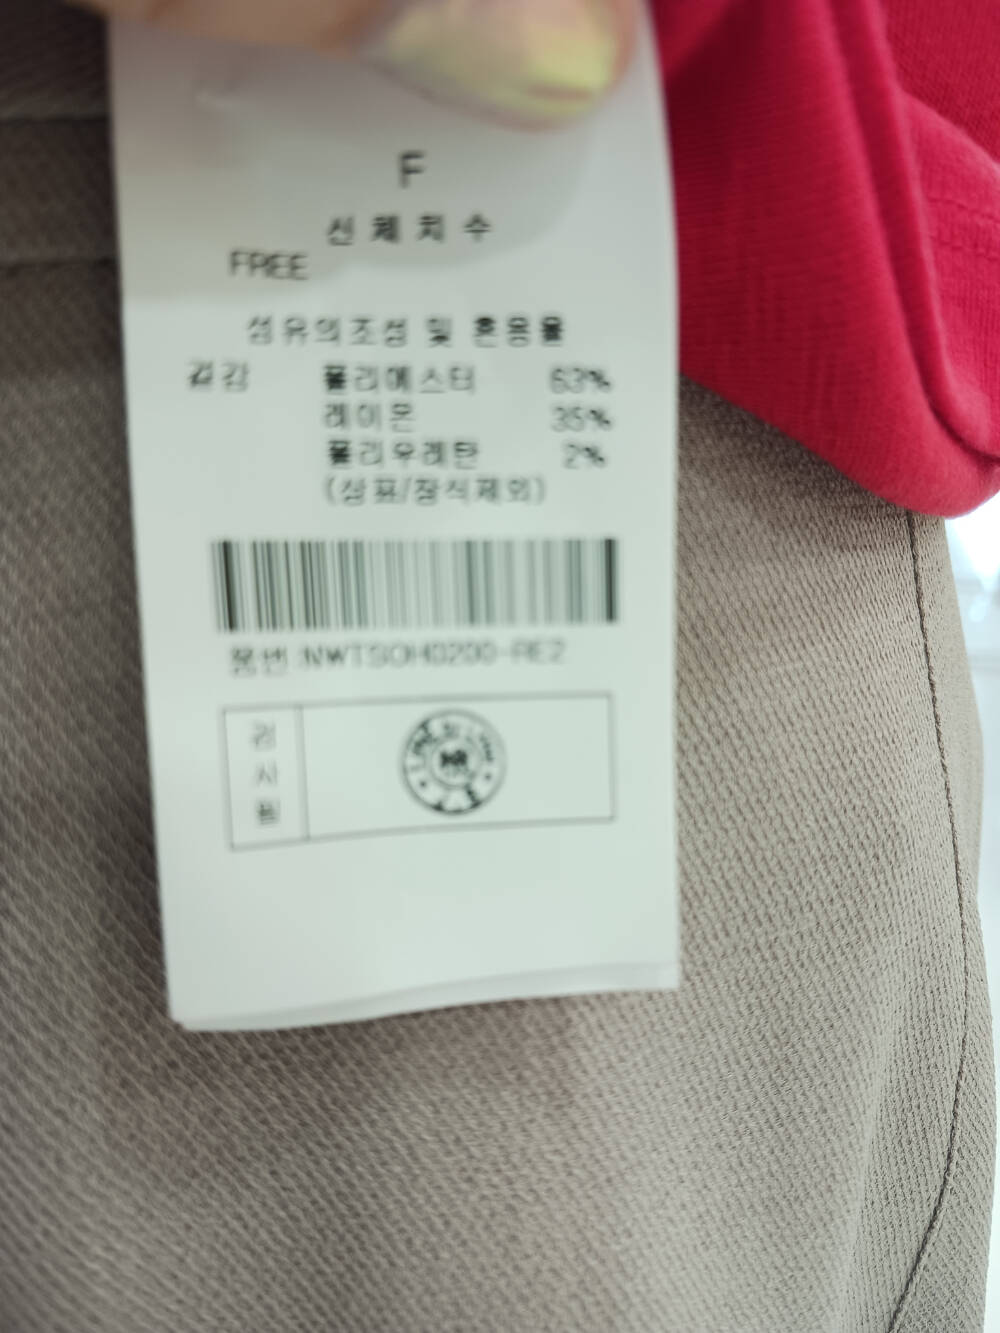 F
신체치수
FREE
섬유의조성 및 혼용율
겉감 폴리에스터 63%
레이온 35%
폴리우레탄 2%
(상표/장식제외)
품번:NWTSOH0200-RE2
검
사
필